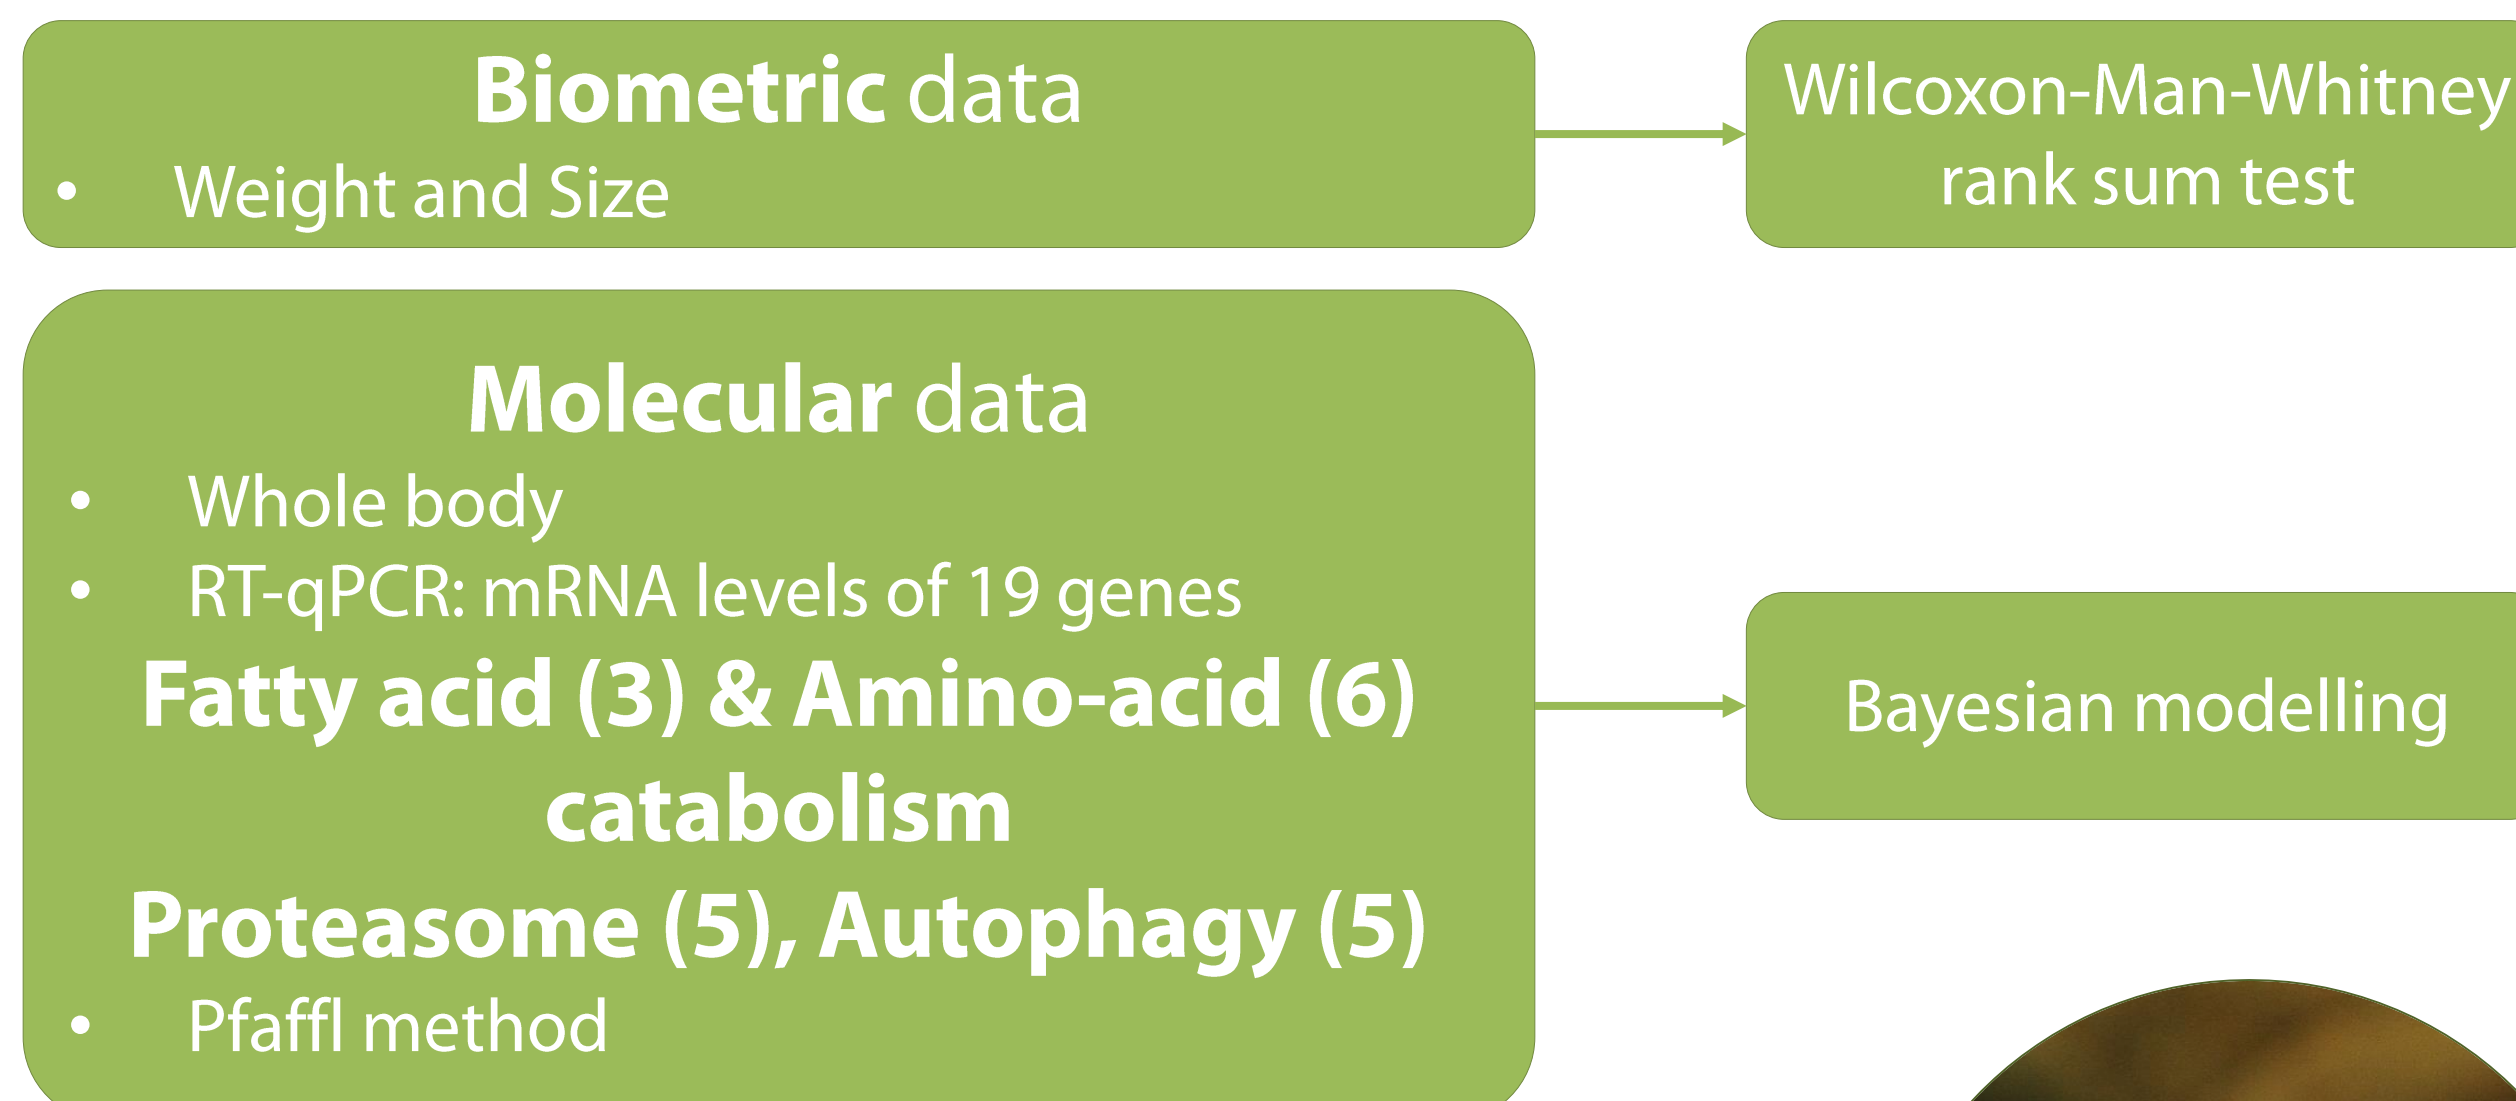 Biometric data
• Weight and Size
Wilcoxon-Man-Whitney
rank sum test
Molecular data
• Whole body
• RT-qPCR: mRNA levels of 19 genes
Fatty acid (3) & Amino-acid (6)
catabolism
Proteasome (5), Autophagy (5)
• Pfaffl method
Bayesian modelling